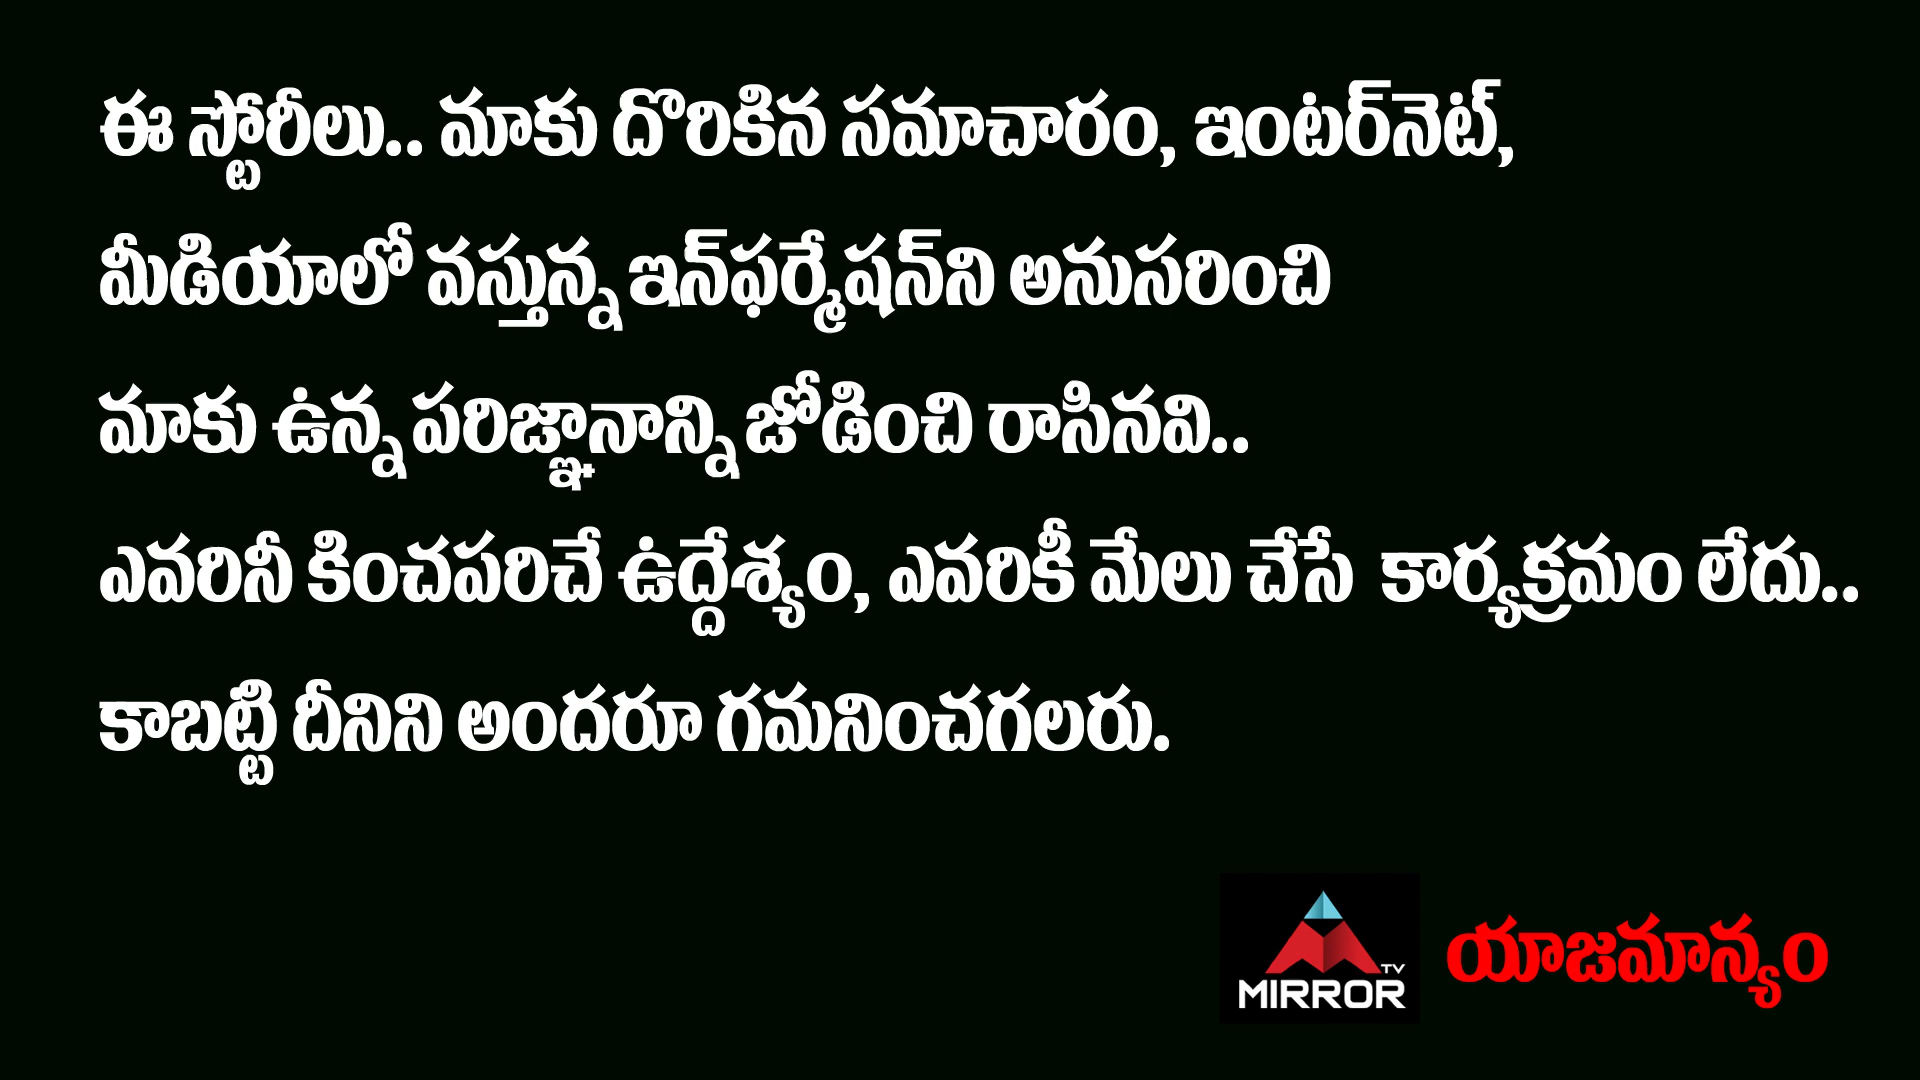 ఈ స్టోరీలు.. మాకు దొరికిన సమాచారం, ఇంటర్‌నెట్,
మీడియాలో వస్తున్న ఇన్‌ఫర్మేషన్‌ని అనుసరించి
మాకు ఉన్న పరిజ్ఞానాన్ని జోడించి రాసినవి..
ఎవరినీ కించపరిచే ఉద్దేశ్యం, ఎవరికీ మేలు చేసే కార్యక్రమం లేదు..
కాబట్టి దీనిని అందరూ గమనించగలరు.
TV
MIRROR
యాజమాన్యం